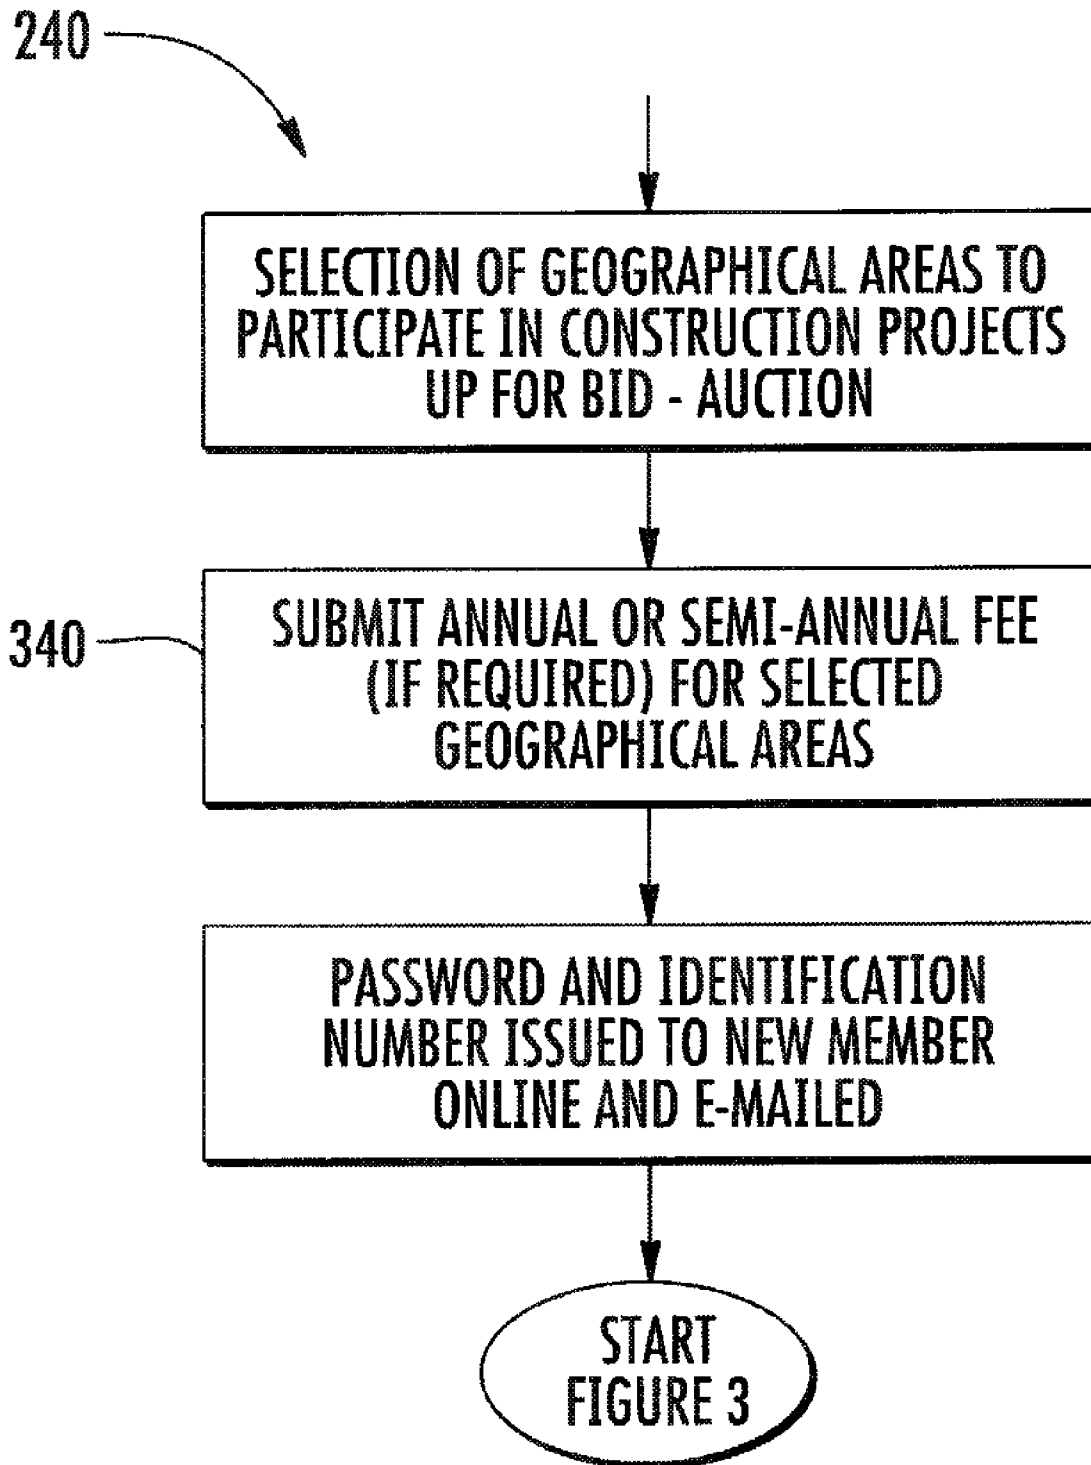 240
SELECTION OF GEOGRAPHICAL AREAS TO
PARTICIPATE IN CONSTRUCTION PROJECTS
UP FOR BID - AUCTION
340
SUBMIT ANNUAL OR SEMI-ANNUAL FEE
(IF REQUIRED) FOR SELECTED
GEOGRAPHICAL AREAS
PASSWORD AND IDENTIFICATION
NUMBER ISSUED TO NEW MEMBER
ONLINE AND E-MAILED
START
FIGURE 3